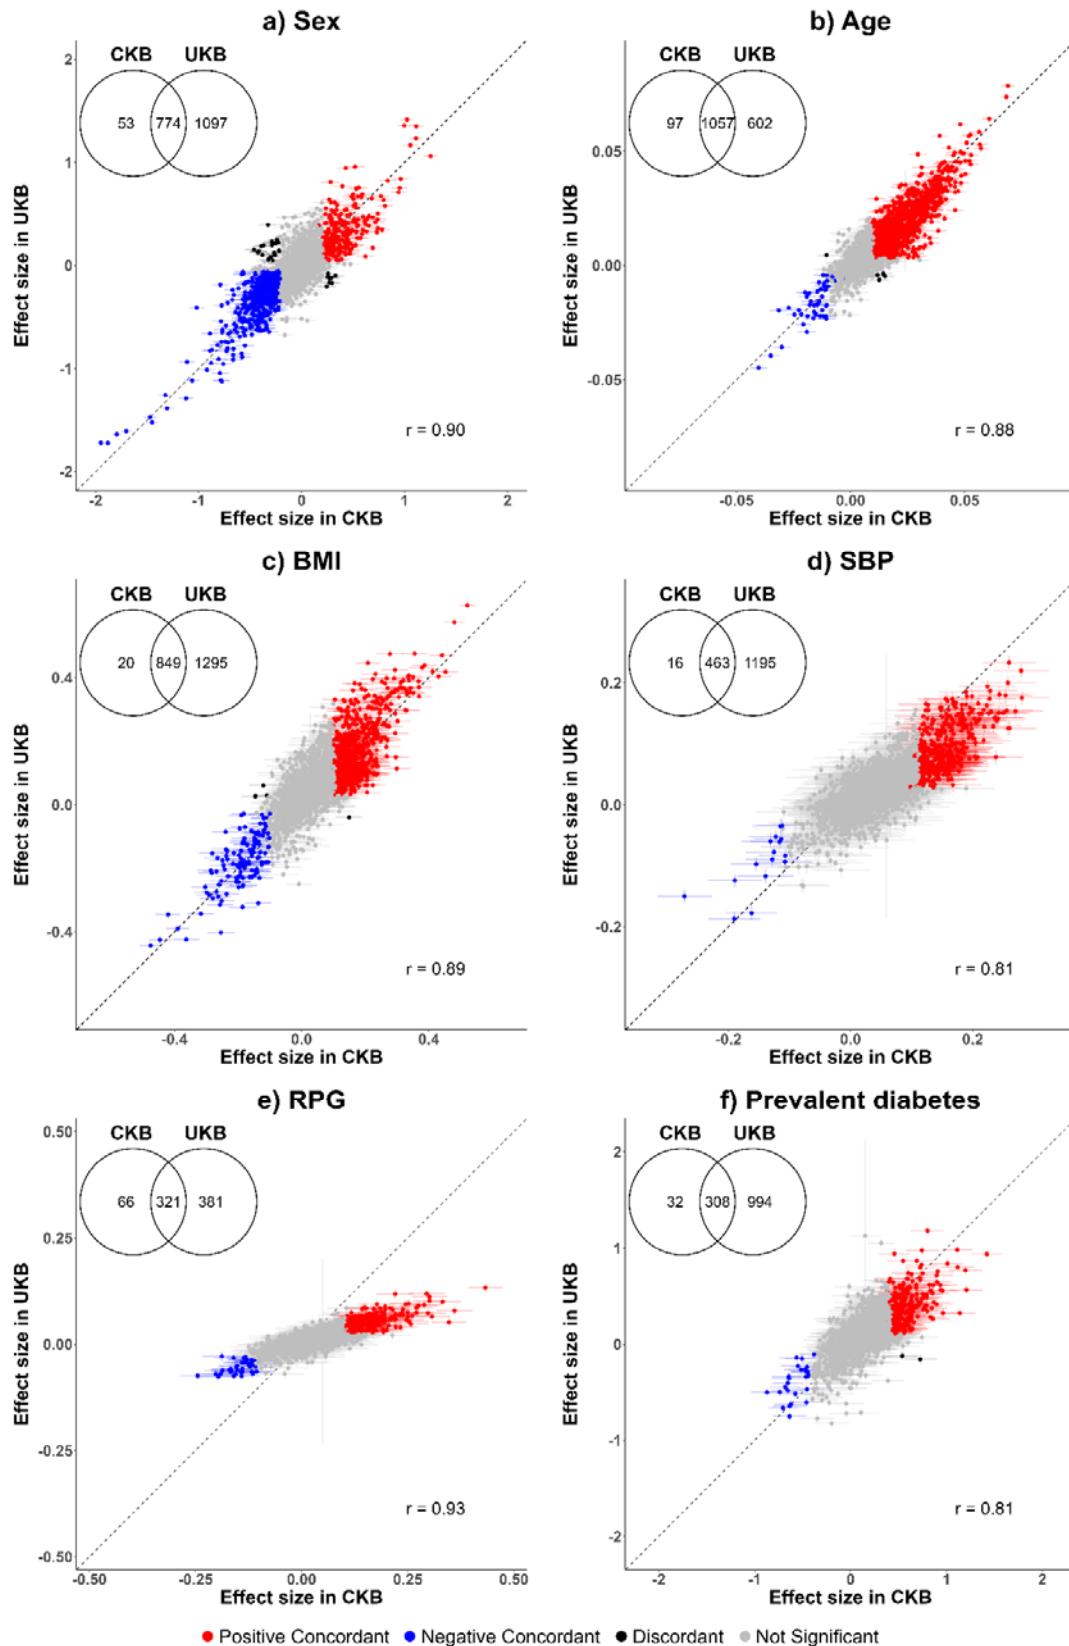 a) Sex
CKB UKB
53 774 1097
2
1
0
-1
-2
Effect size in UKB
r = 0.90
-2 -1 0 1 2
Effect size in CKB
b) Age
CKB UKB
97 1057 602
0.05
0.00
-0.05
Effect size in UKB
r = 0.88
-0.05 0.00 0.05
Effect size in CKB
c) BMI
CKB UKB
20 849 1295
0.4
0.0
-0.4
Effect size in UKB
r = 0.89
-0.4 0.0 0.4
Effect size in CKB
d) SBP
CKB UKB
16 463 1195
0.2
0.0
-0.2
Effect size in UKB
r = 0.81
-0.2 0.0 0.2
Effect size in CKB
e) RPG
CKB UKB
66 321 381
0.50
0.25
0.00
-0.25
-0.50
Effect size in UKB
r = 0.93
-0.50 -0.25 0.00 0.25 0.50
Effect size in CKB
f) Prevalent diabetes
CKB UKB
32 308 994
2
1
0
-1
-2
Effect size in UKB
r = 0.81
-2 -1 0 1 2
Effect size in CKB
Positive Concordant Negative Concordant Discordant Not Significant